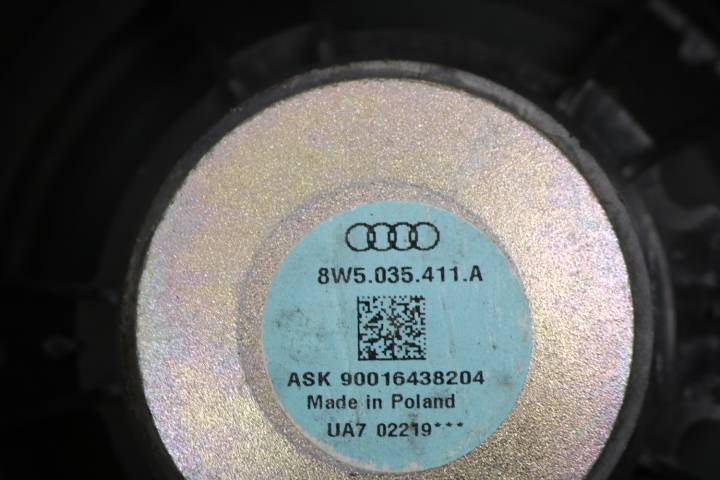 8W5.035.411.A
ASK 90016438204
Made in Poland
UA7 02219***